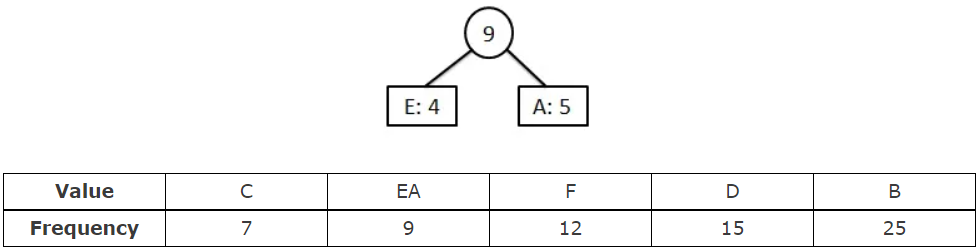 9
E: 4 A: 5
Value C EA F D B
Frequency 7 9 12 15 25